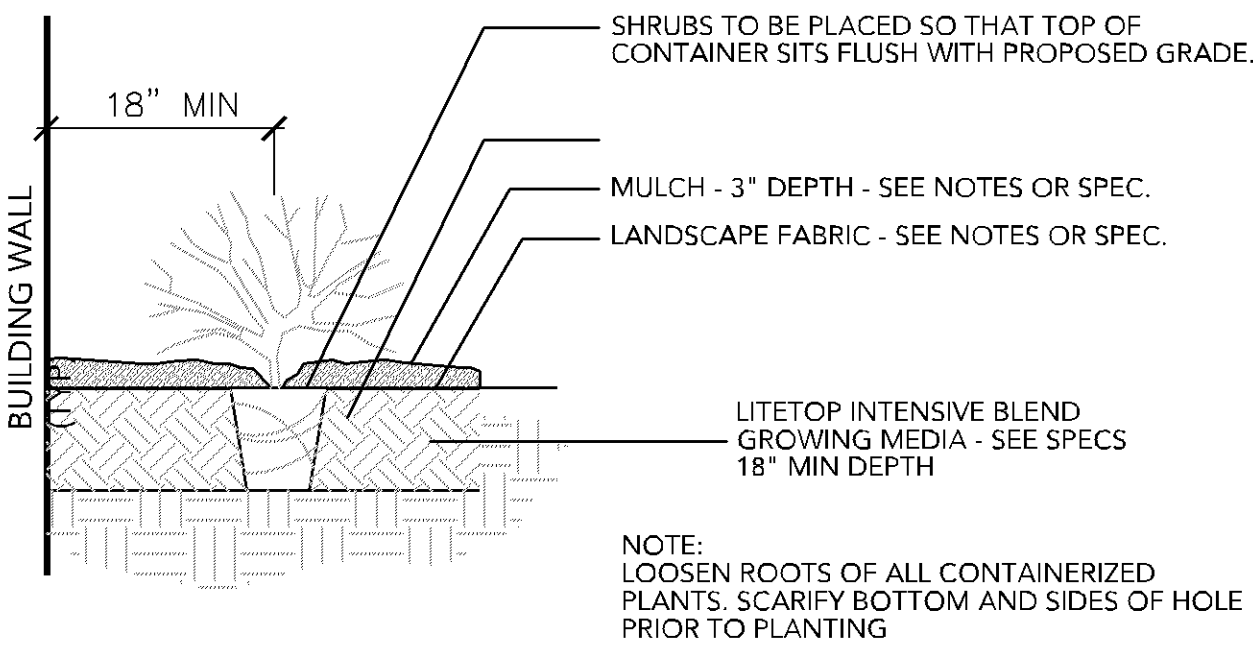 SHRUBS TO BE PLACED SO THAT TOP OF
CONTAINER SITS FLUSH WITH PROPOSED GRADE.
18" MIN
MULCH - 3" DEPTH - SEE NOTES OR SPEC.
LANDSCAPE FABRIC - SEE NOTES OR SPEC.
BUILDING WALL
(TYP
LITETOP INTENSIVE BLEND
GROWING MEDIA - SEE SPECS
18" MIN DEPTH
NOTE:
LOOSEN ROOTS OF ALL CONTAINERIZED
PLANTS. SCARIFY BOTTOM AND SIDES OF HOLE
PRIOR TO PLANTING